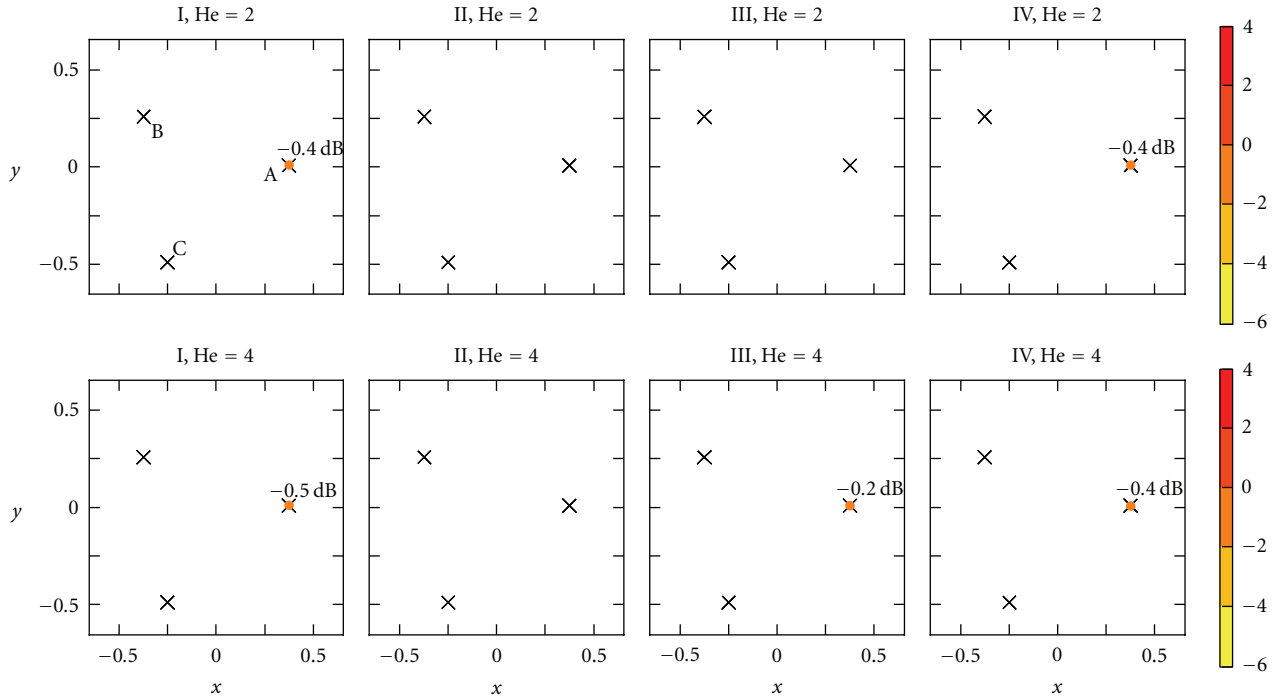 I, He = 2 II, He = 2 III, He = 2 IV, He = 2
0.5
0
−0.5
y
B
A
C
−0.4 dB
−0.4 dB
4
2
0
−2
−4
−6
I, He = 4 II, He = 4 III, He = 4 IV, He = 4
0.5
0
−0.5
y
−0.5 dB
−0.2 dB
−0.4 dB
4
2
0
−2
−4
−6
−0.5 0 0.5 −0.5 0 0.5 −0.5 0 0.5 −0.5 0 0.5
x x x x